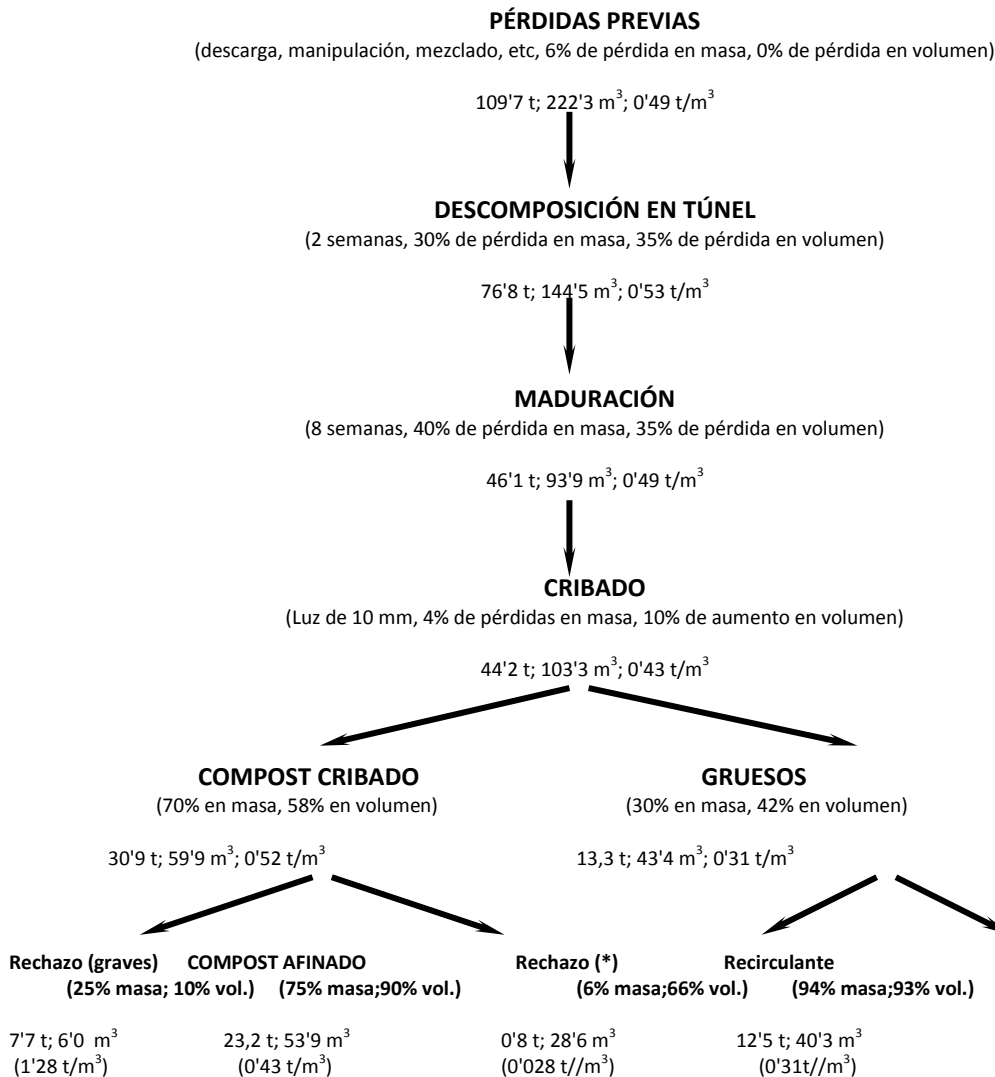 PÉRDIDAS PREVIAS
(descarga, manipulación, mezclado, etc, 6% de pérdida en masa, 0% de pérdida en volumen)
109'7 t; 222'3 m³; 0'49 t/m³
DESCOMPOSICIÓN EN TÚNEL
(2 semanas, 30% de pérdida en masa, 35% de pérdida en volumen)
76'8 t; 144'5 m³; 0'53 t/m³
MADURACIÓN
(8 semanas, 40% de pérdida en masa, 35% de pérdida en volumen)
46'1 t; 93'9 m³; 0'49 t/m³
CRIBADO
(Luz de 10 mm, 4% de pérdidas en masa, 10% de aumento en volumen)
44'2 t; 103'3 m³; 0'43 t/m³
COMPOST CRIBADO GRUESOS
(70% en masa, 58% en volumen) (30% en masa, 42% en volumen)
30'9 t; 59'9 m³; 0'52 t/m³ 13,3 t; 43'4 m³; 0'31 t/m³
Rechazo (graves) COMPOST AFINADO Rechazo (*) Recirculante
(25% masa; 10% vol.) (75% masa;90% vol.) (6% masa;66% vol.) (94% masa;93% vol.)
7'7 t; 6'0 m³ 23,2 t; 53'9 m³ 0'8 t; 28'6 m³ 12'5 t; 40'3 m³
(1'28 t/m³) (0'43 t/m³) (0'028 t//m³) (0'31t//m³)